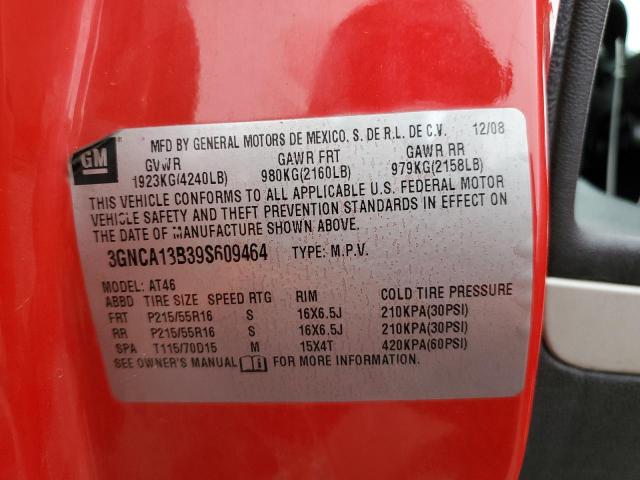 MFD BY GENERAL MOTORS DE MEXICO, S. DE R.L. DE C.V. 12/08
GM
GVWR GAWR FRT GAWR RR
1923KG(4240LB) 980KG(2160LB) 979KG(2158LB)
THIS VEHICLE CONFORMS TO ALL APPLICABLE U.S. FEDERAL MOTOR
VEHICLE SAFETY AND THEFT PREVENTION STANDARDS IN EFFECT ON
THE DATE OF MANUFACTURE SHOWN ABOVE.
3GNCA13B39S609464 TYPE: M.P.V.
MODEL: AT46
ABBD TIRE SIZE SPEED RTG RIM COLD TIRE PRESSURE
FRT P215/55R16 S 16X6.5J 210KPA(30PSI)
RR P215/55R16 S 16X6.5J 210KPA(30PSI)
SPA T115/70D15 M 15X4T 420KPA(60PSI)
SEE OWNER'S MANUAL FOR MORE INFORMATION.